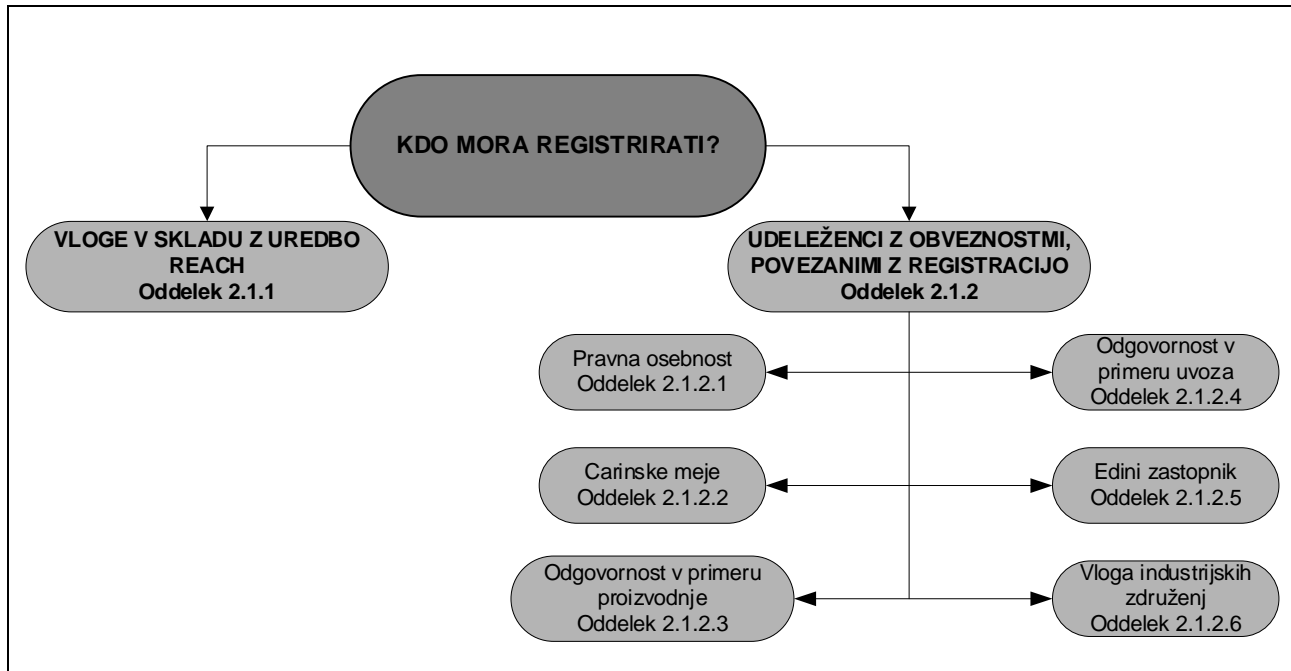 KDO MORA REGISTRIRATI?
VLOGE V SKLADU Z UREDBO
REACH
Oddelek 2.1.1
UDELEŽENCI Z OBVEZNOSTMI,
POVEZANIMI Z REGISTRACIJO
Oddelek 2.1.2
Pravna osebnost
Oddelek 2.1.2.1
Odgovornost v
primeru uvoza
Oddelek 2.1.2.4
Carinske meje
Oddelek 2.1.2.2
Edini zastopnik
Oddelek 2.1.2.5
Odgovornost v primeru
proizvodnje
Oddelek 2.1.2.3
Vloga industrijskih
združenj
Oddelek 2.1.2.6